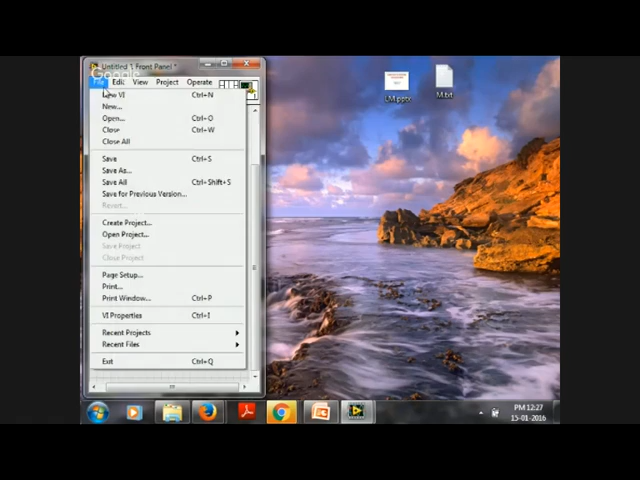 Untitled 1 Front Panel *
Google
File Edit View Project Operate
New VI Ctrl+N
New...
Open... Ctrl+O
Close Ctrl+W
Close All
Save Ctrl+S
Save As...
Save All Ctrl+Shift+S
Save for Previous Version...
Revert...
Create Project...
Open Project...
Save Project
Close Project
Page Setup...
Print...
Print Window... Ctrl+P
VI Properties Ctrl+I
Recent Projects
Recent Files
Exit Ctrl+Q
LM.pptx
M.txt
PM 12:27
15-01-2016